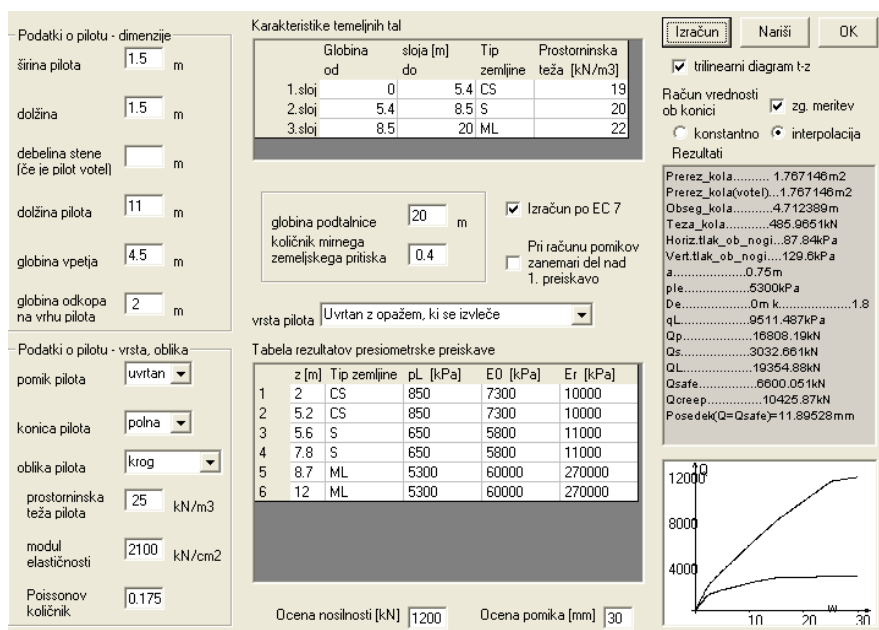 Podatki o pilotu - dimenzije
širina pilota 1.5 m
dolžina 1.5 m
debelina stene
(če je pilot votel) m
dolžina pilota 11 m
globina vpetja 4.5 m
globina odkopa
na vrhu pilota 2 m
Podatki o pilotu - vrsta, oblika
pomik pilota uvrtan
konica pilota polna
oblika pilota krog
prostorninska
teža pilota 25 kN/m3
modul
elastičnosti 2100 kN/cm2
Poissonov
količnik 0.175
Karakteristike temeljnih tal
Globina sloja [m] Tip Prostorninska
od do zemljine teža [kN/m3]
1.sloj 0 5.4 CS 19
2.sloj 5.4 8.5 S 20
3.sloj 8.5 20 ML 22
globina podtalnice 20 m
količnik mirnega
zemeljskega pritiska 0.4
Izračun po EC 7
Pri računu pomikov
zanemari del nad
1. preiskavo
vrsta pilota Uvrtan z opažem, ki se izvleče
Tabela rezultatov presiometrske preiskave
z [m] Tip zemljine pL [kPa] E0 [kPa] Er [kPa]
1 2 CS 850 7300 10000
2 5.2 CS 850 7300 10000
3 5.6 S 650 5800 11000
4 7.8 S 650 5800 11000
5 8.7 ML 5300 60000 270000
6 12 ML 5300 60000 270000
Ocena nosilnosti [kN] 1200 Ocena pomika [mm] 30
Izračun Nariši OK
trilinearni diagram t-z
Račun vrednosti
ob konici zg. meritev
konstantno interpolacija
Rezultati
Prerez_kola.......... 1.767146m2
Prerez_kola(votel)...1.767146m2
Obseg_kola...........4.712389m
Teza_kola...........485.9651kN
Horiz.tlak_ob_nogi...87.84kPa
Vert.tlak_ob_nogi....129.6kPa
a..................0.75m
ple..................5300kPa
De....................0m k....................1.8
qL...................9511.487kPa
Qp...................16808.19kN
Qs...................3032.661kN
QL...................19354.88kN
Qsafe................6600.051kN
Qcreep..............10425.87kN
Posedek(Q=Qsafe)=11.89528mm
Q
12000
8000
4000
w
10 20 30